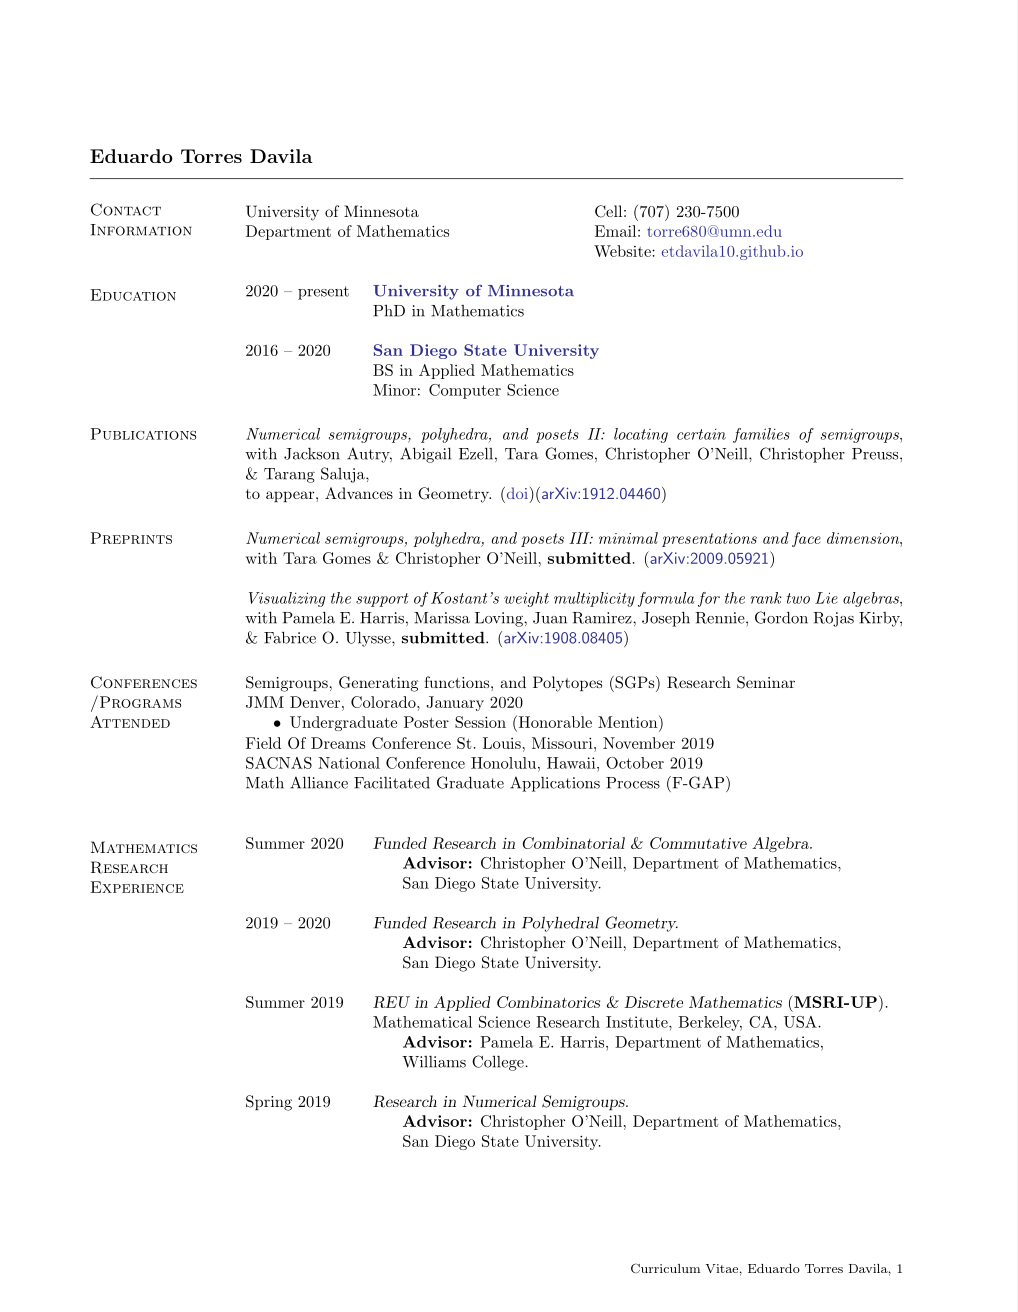 Eduardo Torres Davila
Contact Information
University of Minnesota
Department of Mathematics
Cell: (707) 230-7500
Email: torre680@umn.edu
Website: etdavila10.github.io
Education
2020 – present University of Minnesota
PhD in Mathematics
2016 – 2020 San Diego State University
BS in Applied Mathematics
Minor: Computer Science
Publications
Numerical semigroups, polyhedra, and posets II: locating certain families of semigroups,
with Jackson Autry, Abigail Ezell, Tara Gomes, Christopher O'Neill, Christopher Preuss,
& Tarang Saluja,
to appear, Advances in Geometry. (doi)(arXiv:1912.04460)
Preprints
Numerical semigroups, polyhedra, and posets III: minimal presentations and face dimension,
with Tara Gomes & Christopher O'Neill, submitted. (arXiv:2009.05921)
Visualizing the support of Kostant's weight multiplicity formula for the rank two Lie algebras,
with Pamela E. Harris, Marissa Loving, Juan Ramirez, Joseph Rennie, Gordon Rojas Kirby,
& Fabrice O. Ulysse, submitted. (arXiv:1908.08405)
Conferences
/Programs
Attended
Semigroups, Generating functions, and Polytopes (SGPs) Research Seminar
JMM Denver, Colorado, January 2020
• Undergraduate Poster Session (Honorable Mention)
Field Of Dreams Conference St. Louis, Missouri, November 2019
SACNAS National Conference Honolulu, Hawaii, October 2019
Math Alliance Facilitated Graduate Applications Process (F-GAP)
Mathematics
Research
Experience
Summer 2020 Funded Research in Combinatorial & Commutative Algebra.
Advisor: Christopher O'Neill, Department of Mathematics,
San Diego State University.
2019 – 2020 Funded Research in Polyhedral Geometry.
Advisor: Christopher O'Neill, Department of Mathematics,
San Diego State University.
Summer 2019 REU in Applied Combinatorics & Discrete Mathematics (MSRI-UP).
Mathematical Science Research Institute, Berkeley, CA, USA.
Advisor: Pamela E. Harris, Department of Mathematics,
Williams College.
Spring 2019 Research in Numerical Semigroups.
Advisor: Christopher O'Neill, Department of Mathematics,
San Diego State University.
Curriculum Vitae, Eduardo Torres Davila, 1